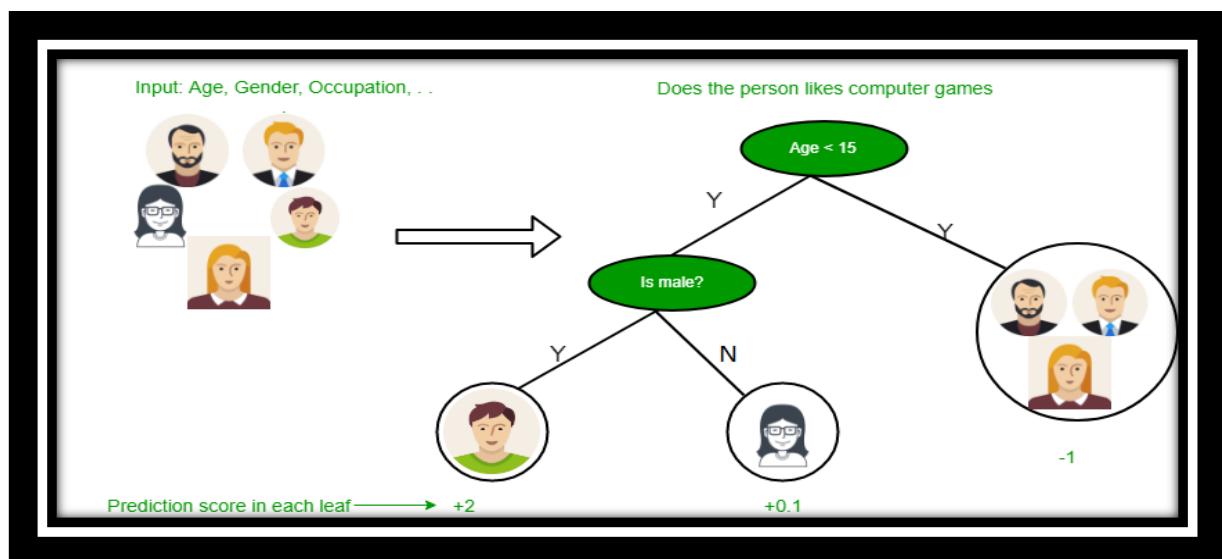 Input: Age, Gender, Occupation, . .
Does the person likes computer games
Age < 15
Y
Y
Is male?
Y
N
-1
Prediction score in each leaf
+2
+0.1